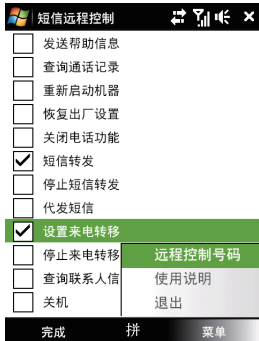 短信远程控制
发送帮助信息
查询通话记录
重新启动机器
恢复出厂设置
关闭电话功能
短信转发
停止短信转发
代发短信
设置来电转移
停止来电转移
远程控制号码
查询联系人信
使用说明
关机
退出
完成
拼
菜单